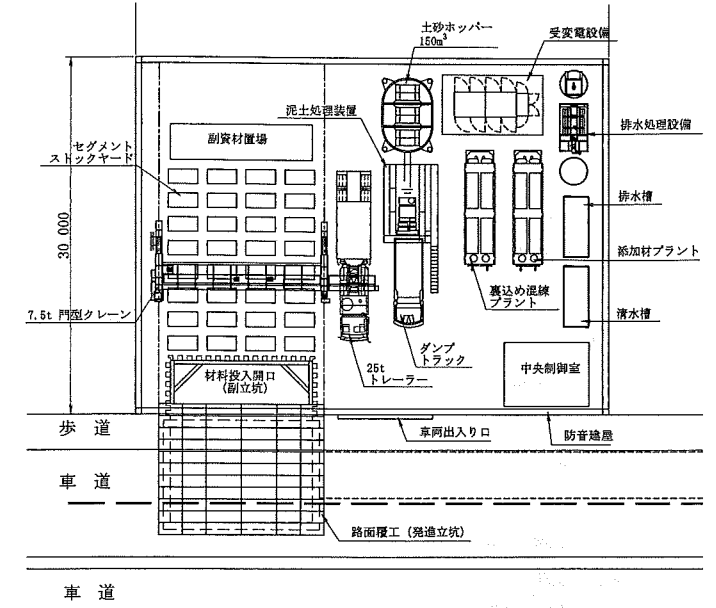 土砂ホッパー
150m³
受変電設備
泥土処理装置
副資材置場
排水処理設備
セグメント
ストックヤード
30 000
排水槽
添加材プラント
裏込め混練
プラント
7.5t 門型クレーン
清水槽
ダンプ
トラック
25t
トレーラー
材料投入開口
(副立坑)
中央制御室
歩 道
車両出入り口
防音建屋
車 道
路面覆工 (発進立坑)
車 道